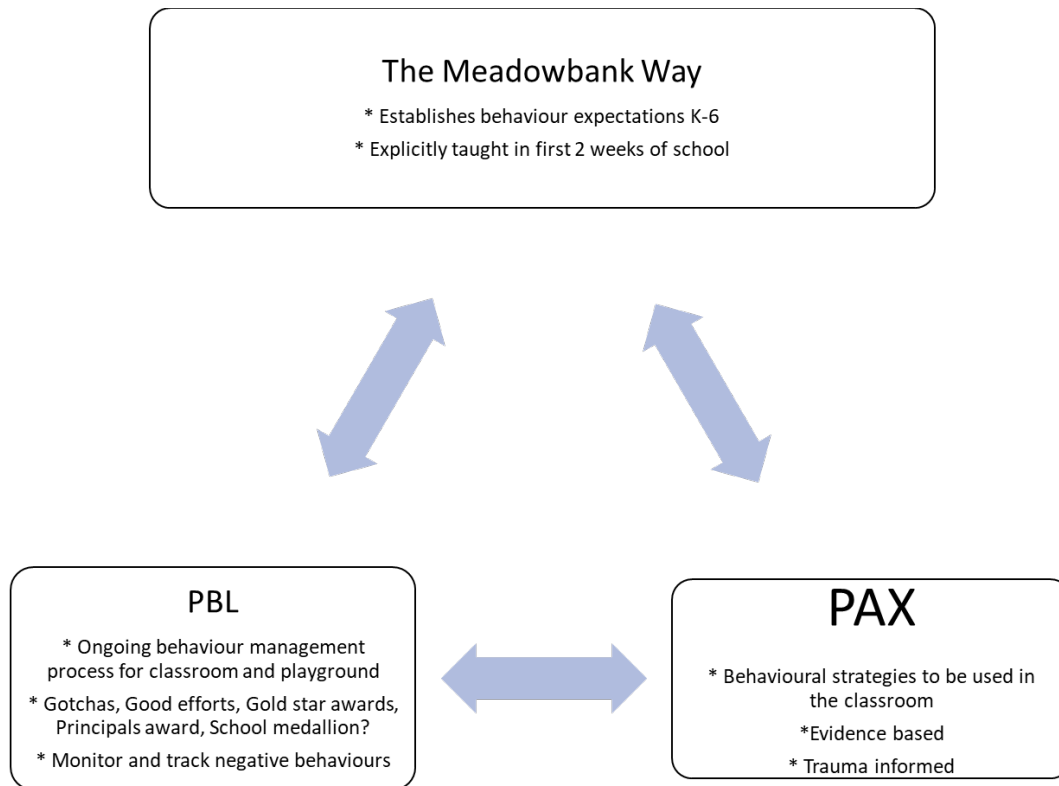 The Meadowbank Way
* Establishes behaviour expectations K-6
* Explicitly taught in first 2 weeks of school
PBL
* Ongoing behaviour management
process for classroom and playground
* Gotchas, Good efforts, Gold star awards,
Principals award, School medallion?
* Monitor and track negative behaviours
PAX
* Behavioural strategies to be used in
the classroom
*Evidence based
* Trauma informed